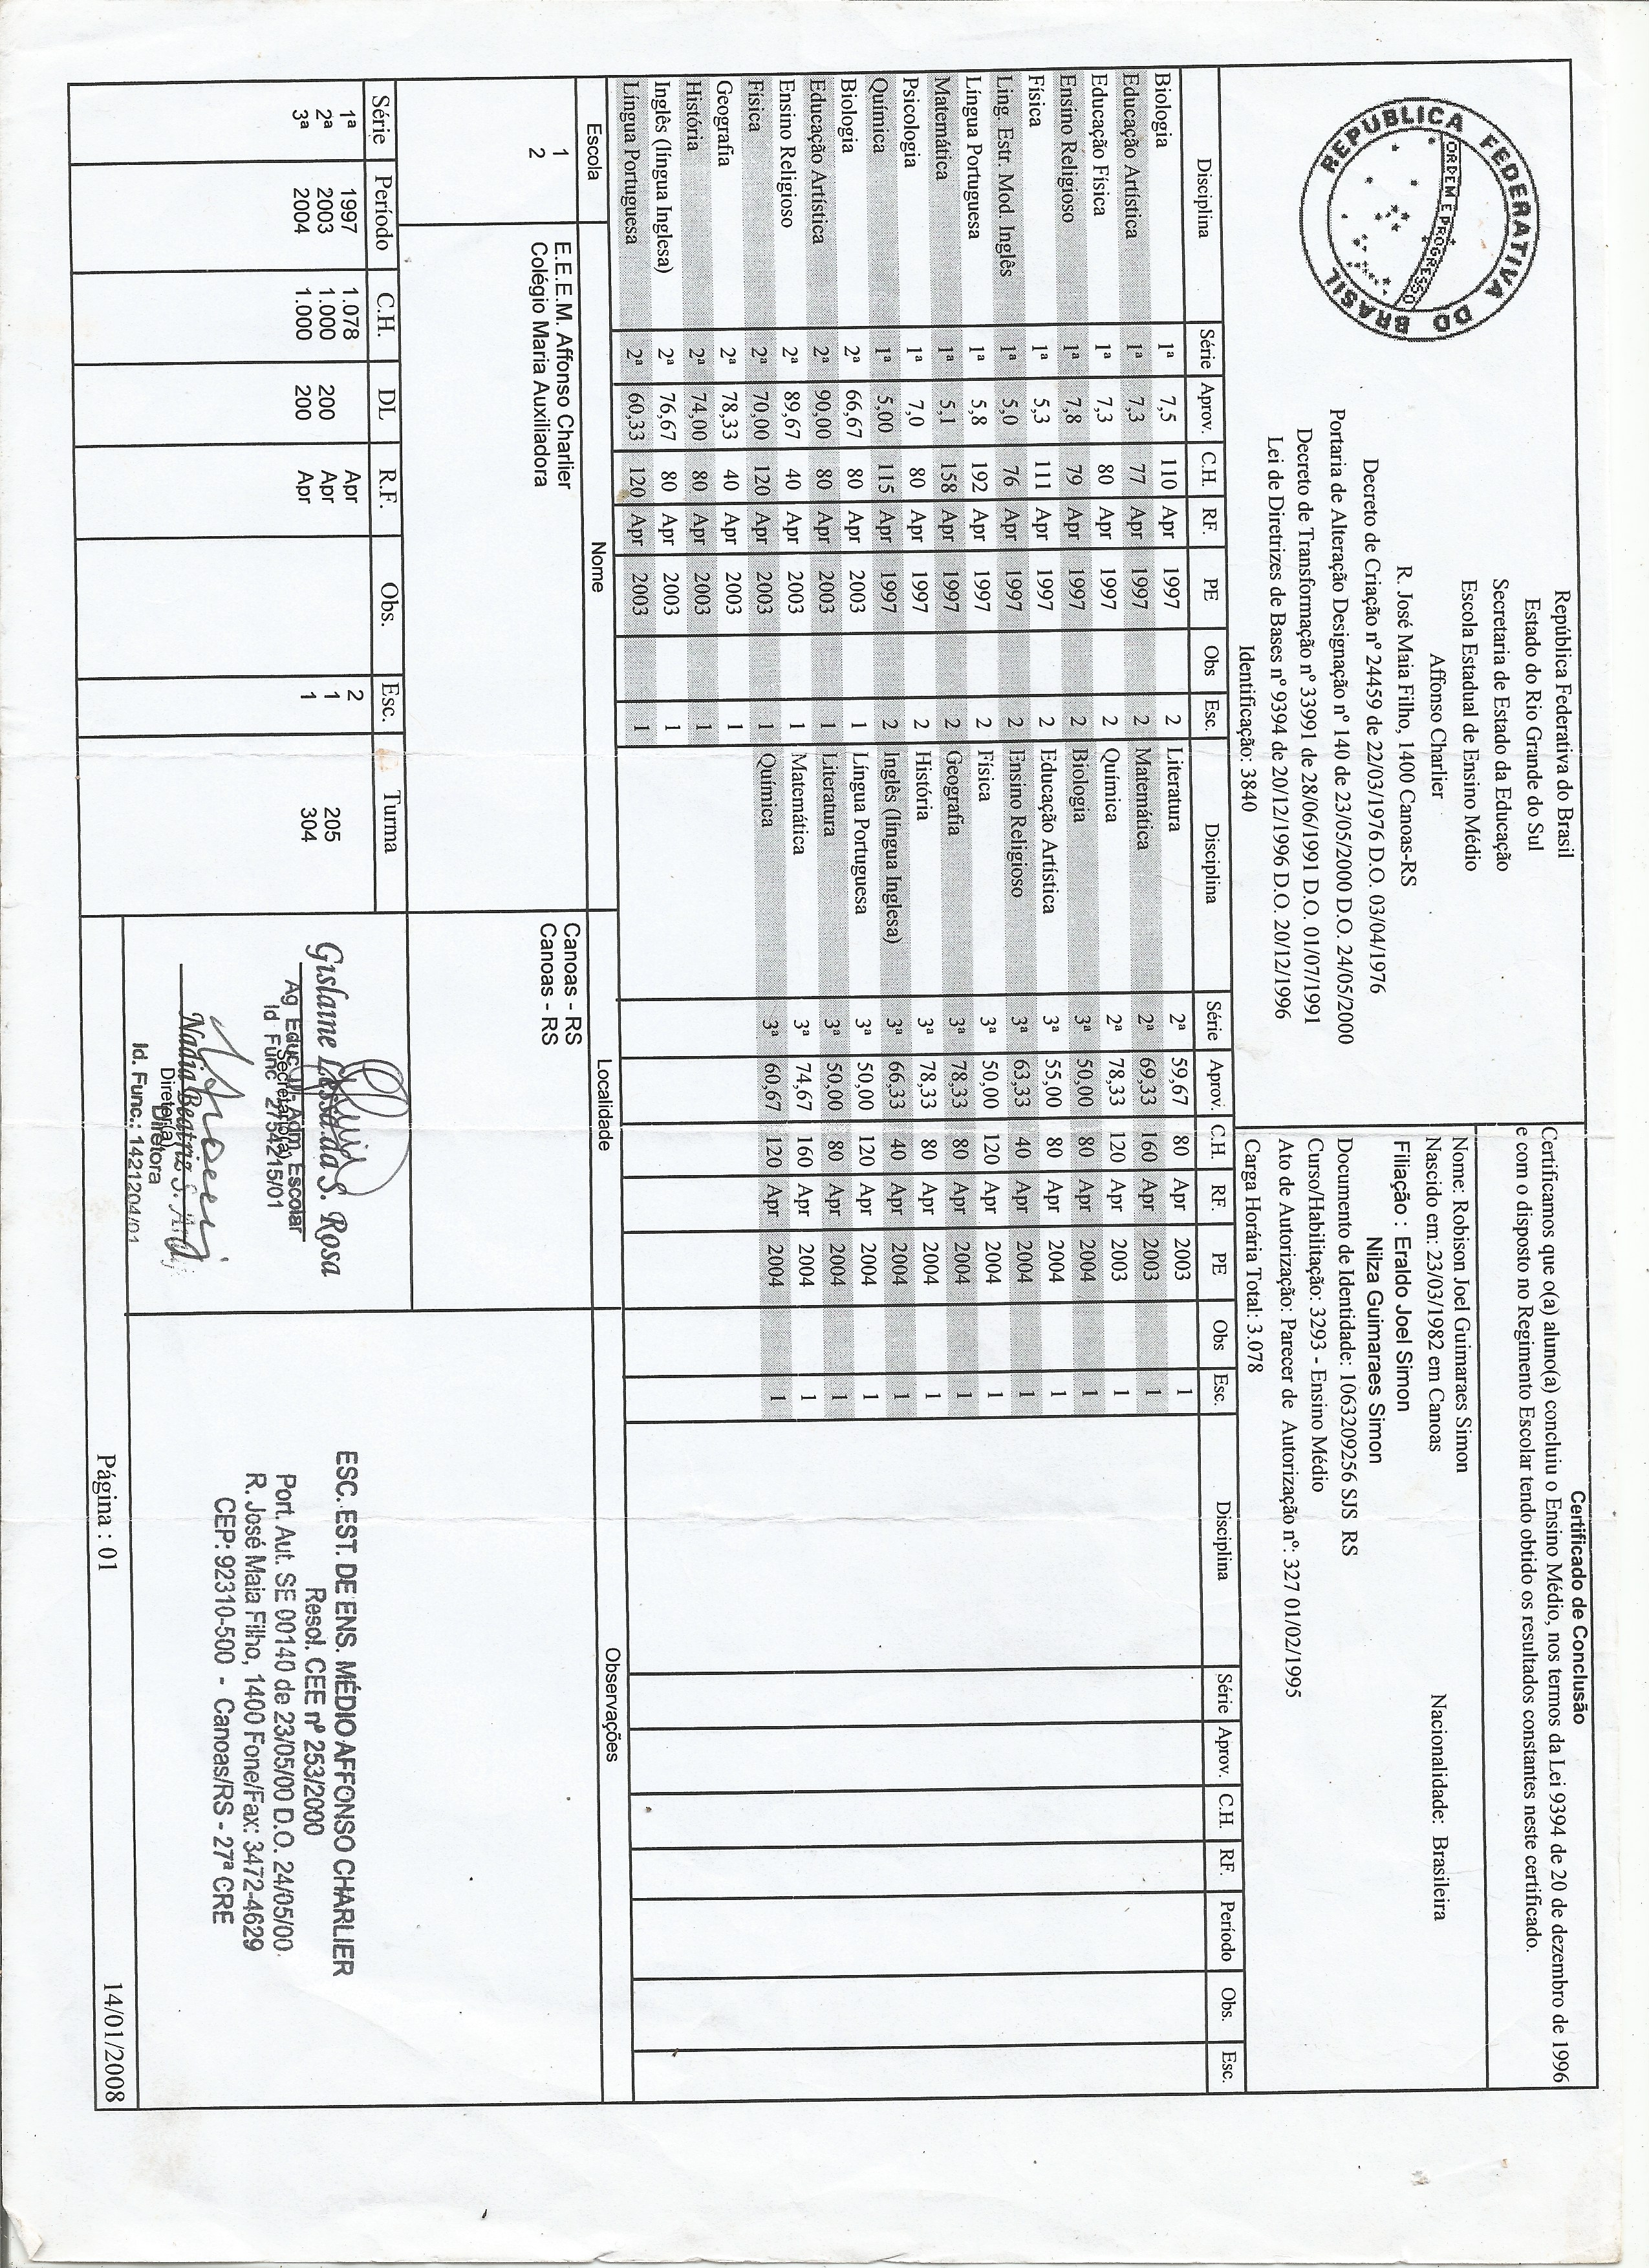 REPÚBLICA FEDERATIVA DO BRASIL
ORDEM E PROGRESSO
República Federativa do Brasil
Estado do Rio Grande do Sul
Secretaria de Estado da Educação
Escola Estadual de Ensino Médio
Affonso Charlier
R. José Maia Filho, 1400 Canoas-RS
Decreto de Criação nº 24459 de 22/03/1976 D.O. 03/04/1976
Portaria de Alteração Designação nº 140 de 23/05/2000 D.O. 24/05/2000
Decreto de Transformação nº 33991 de 28/06/1991 D.O. 01/07/1991
Lei de Diretrizes de Bases nº 9394 de 20/12/1996 D.O. 20/12/1996
Identificação: 3840
Certificado de Conclusão
Certificamos que o(a) aluno(a) concluiu o Ensino Médio, nos termos da Lei 9394 de 20 de dezembro de 1996
e com o disposto no Regimento Escolar tendo obtido os resultados constantes neste certificado.
Nome: Robison Joel Guimaraes Simon
Nascido em: 23/03/1982 em Canoas Nacionalidade: Brasileira
Filiação : Eraldo Joel Simon
Nilza Guimaraes Simon
Documento de Identidade: 1063209256 SJS RS
Curso/Habilitação: 3293 - Ensino Médio
Ato de Autorização: Parecer de Autorização nº: 327 01/02/1995
Carga Horária Total: 3.078
Disciplina Série Aprov. C.H. RF. PE Obs Esc.
Biologia 1ª 7,5 110 Apr 1997 2
Educação Artística 1ª 7,3 77 Apr 1997 2
Educação Física 1ª 7,3 80 Apr 1997 2
Ensino Religioso 1ª 7,8 79 Apr 1997 2
Física 1ª 5,3 111 Apr 1997 2
Ling. Estr. Mod. Inglês 1ª 5,0 76 Apr 1997 2
Língua Portuguesa 1ª 5,8 192 Apr 1997 2
Matemática 1ª 5,1 158 Apr 1997 2
Psicologia 1ª 7,0 80 Apr 1997 2
Química 1ª 5,00 115 Apr 1997 2
Biologia 2ª 66,67 80 Apr 2003 1
Educação Artística 2ª 90,00 80 Apr 2003 1
Ensino Religioso 2ª 89,67 40 Apr 2003 1
Física 2ª 70,00 120 Apr 2003 1
Geografia 2ª 78,33 40 Apr 2003 1
História 2ª 74,00 80 Apr 2003 1
Inglês (língua Inglesa) 2ª 76,67 80 Apr 2003 1
Língua Portuguesa 2ª 60,33 120 Apr 2003 1
Disciplina Série Aprov. C.H. RF. PE Obs Esc.
Literatura 2ª 59,67 80 Apr 2003 1
Matemática 2ª 69,33 160 Apr 2003 1
Química 2ª 78,33 120 Apr 2003 1
Biologia 3ª 50,00 80 Apr 2004 1
Educação Artística 3ª 55,00 80 Apr 2004 1
Ensino Religioso 3ª 63,33 40 Apr 2004 1
Física 3ª 50,00 120 Apr 2004 1
Geografia 3ª 78,33 80 Apr 2004 1
História 3ª 78,33 80 Apr 2004 1
Inglês (língua Inglesa) 3ª 66,33 40 Apr 2004 1
Língua Portuguesa 3ª 50,00 120 Apr 2004 1
Literatura 3ª 50,00 80 Apr 2004 1
Matemática 3ª 74,67 160 Apr 2004 1
Química 3ª 60,67 120 Apr 2004 1
Disciplina Série Aprov. C.H. RF. Período Obs. Esc.
Escola Nome Localidade Observações
1 E.E.E.M. Affonso Charlier Canoas - RS
2 Colégio Maria Auxiliadora Canoas - RS
Série Período C.H. DL R.F. Obs. Esc. Turma
1ª 1997 1.078 Apr 2
2ª 2003 1.000 200 Apr 1 205
3ª 2004 1.000 200 Apr 1 304
Gislaine Lessa da S. Rosa
Ag Educ. II- Adm. Escolar
Secretário(a)
Id Func 2754215/01
Nadia Beatris S.
Diretor(a)
Diretora
Id. Func.: 1421204/01
ESC. EST. DE ENS. MÉDIO AFFONSO CHARLIER
Resol. CEE nº 253/2000
Port. Aut. SE 00140 de 23/05/00 D.O. 24/05/00
R. José Maia Filho, 1400 Fone/Fax: 3472-4629
CEP: 92310-500 - Canoas/RS - 27ª CRE
Página : 01
14/01/2008